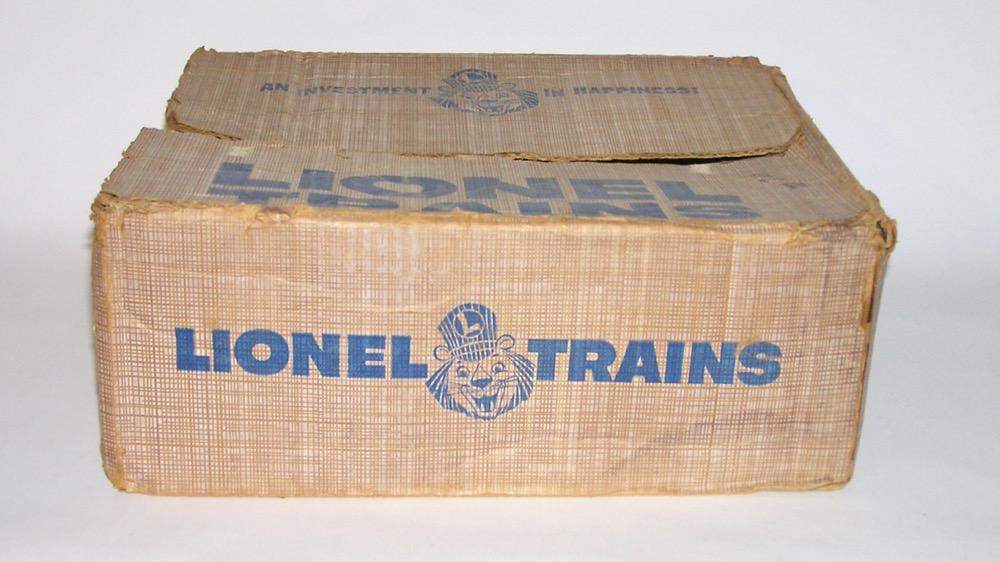 AN INVESTMENT IN HAPPINESS!
LIONEL
TRAINS
L
LIONEL TRAINS